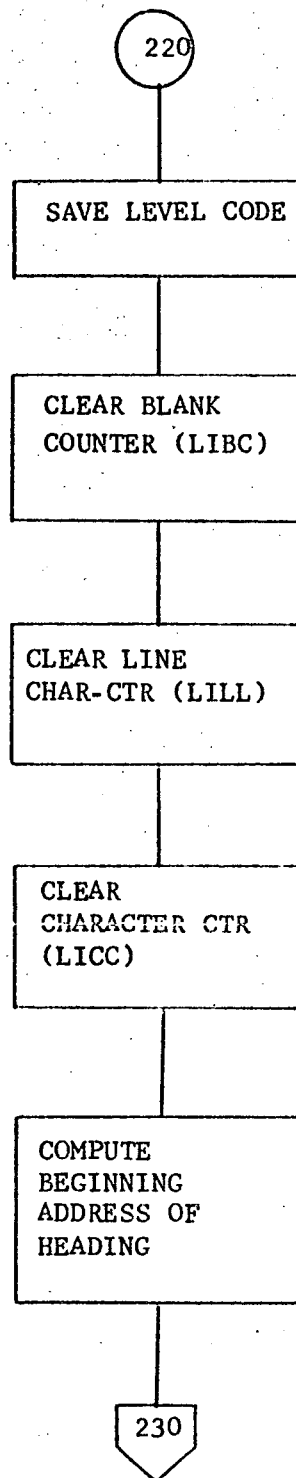 220
SAVE LEVEL CODE
CLEAR BLANK
COUNTER (LIBC)
CLEAR LINE
CHAR-CTR (LILL)
CLEAR
CHARACTER CTR
(LICC)
COMPUTE
BEGINNING
ADDRESS OF
HEADING
230